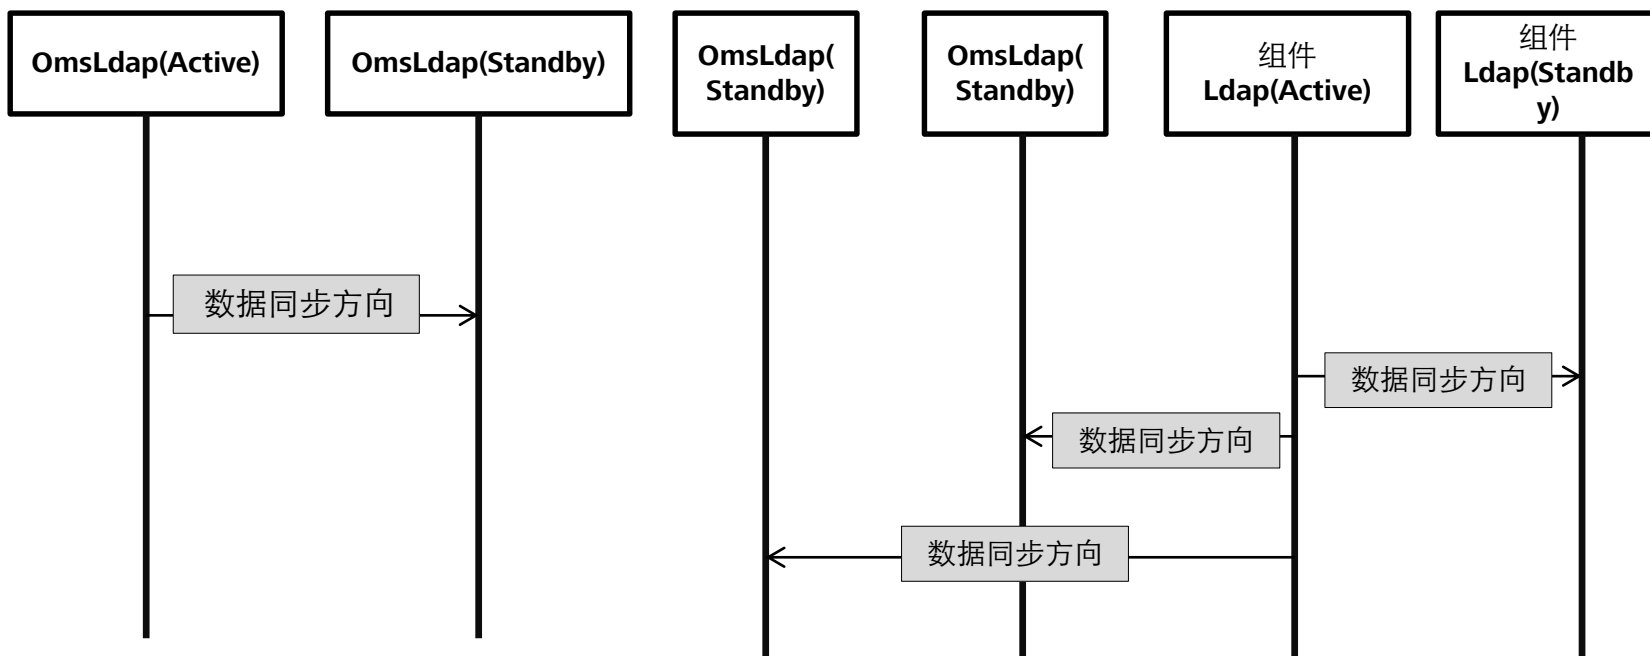 OmsLdap(Active)
OmsLdap(Standby)
OmsLdap(
Standby)
OmsLdap(
Standby)
组件
Ldap(Active)
组件
Ldap(Standb
y)
数据同步方向
数据同步方向
数据同步方向
数据同步方向